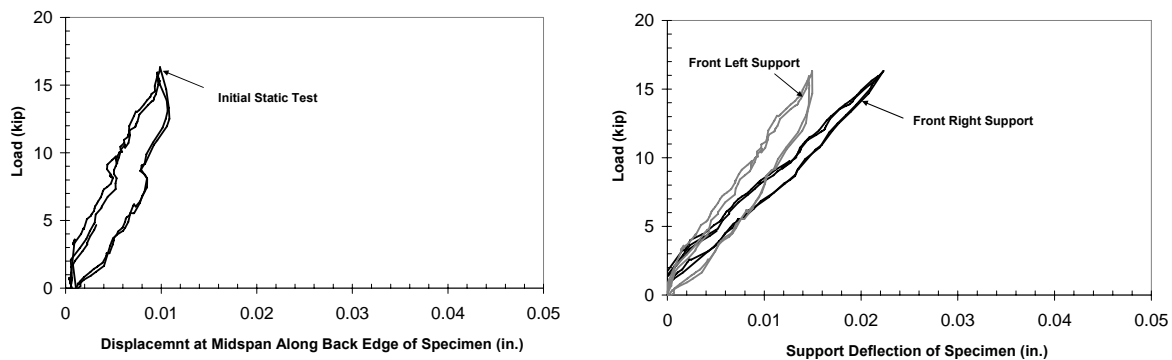 20
15
10
5
0
Load (kip)
Initial Static Test
0 0.01 0.02 0.03 0.04 0.05
Displacemnt at Midspan Along Back Edge of Specimen (in.)
20
15
10
5
0
Load (kip)
Front Left Support
Front Right Support
0 0.01 0.02 0.03 0.04 0.05
Support Deflection of Specimen (in.)